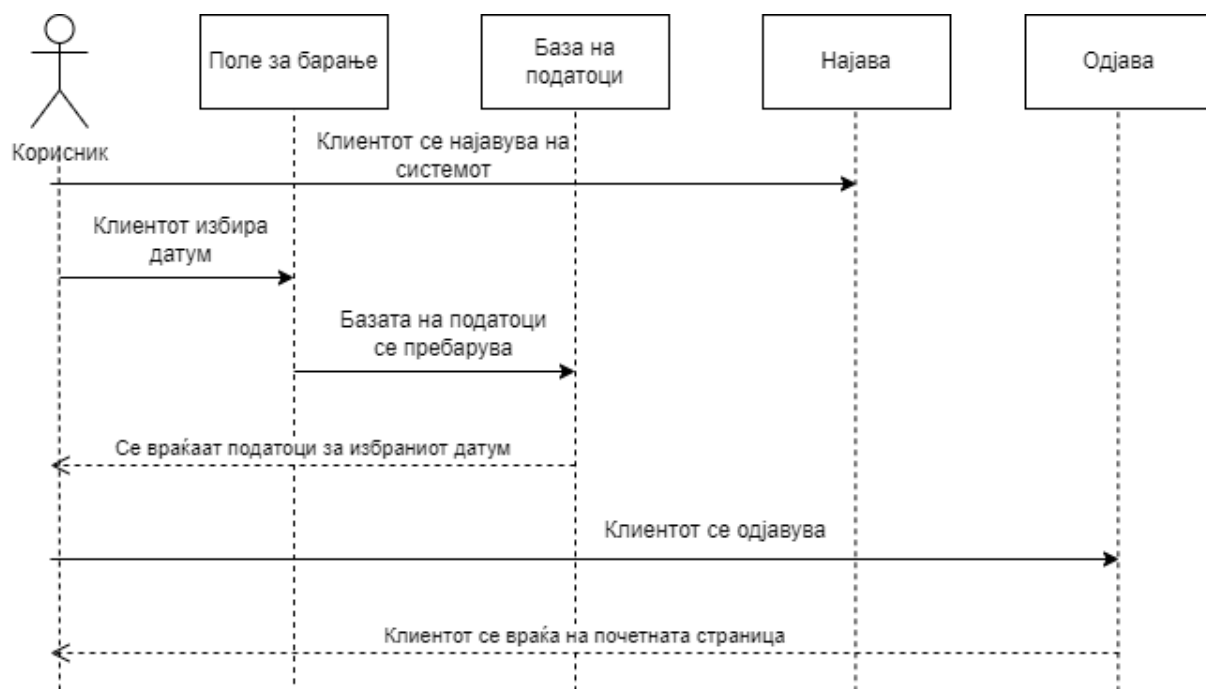 Поле за барање
База на
податоци
Најава
Одјава
Корисник
Клиентот се најавува на
системот
Клиентот избира
датум
Базата на податоци
се пребарува
Се враќаат податоци за избраниот датум
Клиентот се одјавува
Клиентот се враќа на почетната страница